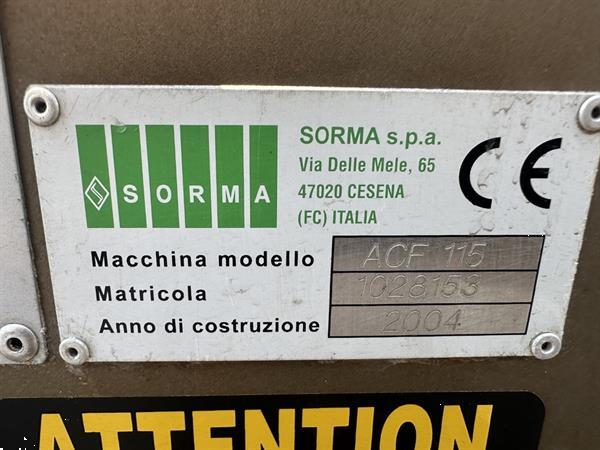 SORMA
SORMA s.p.a.
Via Delle Mele, 65
47020 CESENA
(FC) ITALIA
CE
Macchina modello ACF 115
Matricola 1028153
Anno di costruzione 2004
ATTENTION